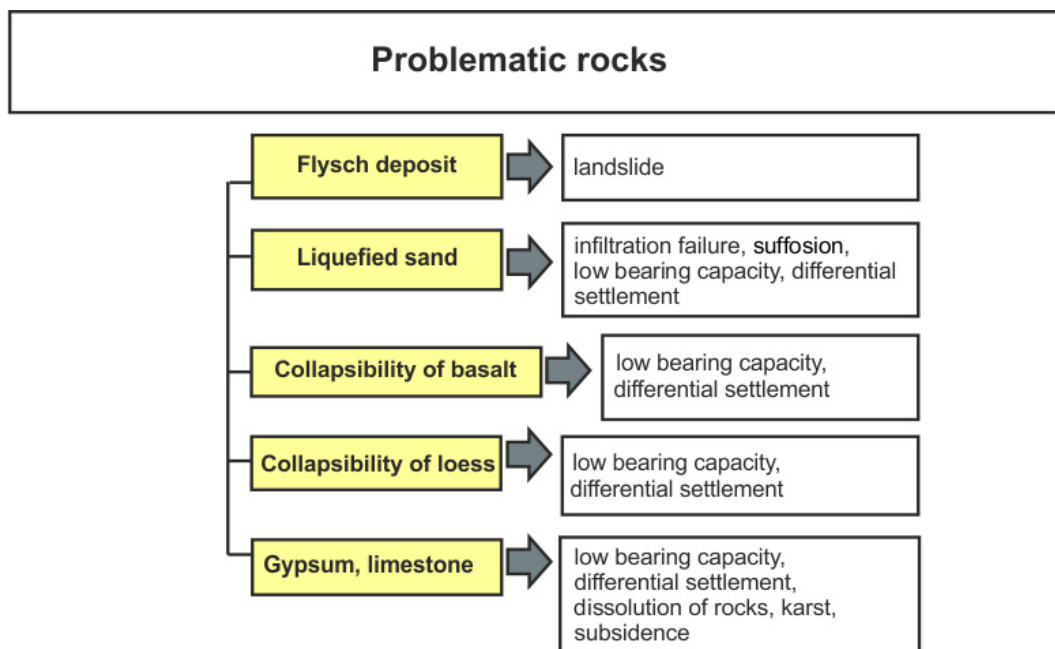 Problematic rocks
Flysch deposit
landslide
Liquefied sand
infiltration failure, suffosion,
low bearing capacity, differential
settlement
Collapsibility of basalt
low bearing capacity,
differential settlement
Collapsibility of loess
low bearing capacity,
differential settlement
Gypsum, limestone
low bearing capacity,
differential settlement,
dissolution of rocks, karst,
subsidence